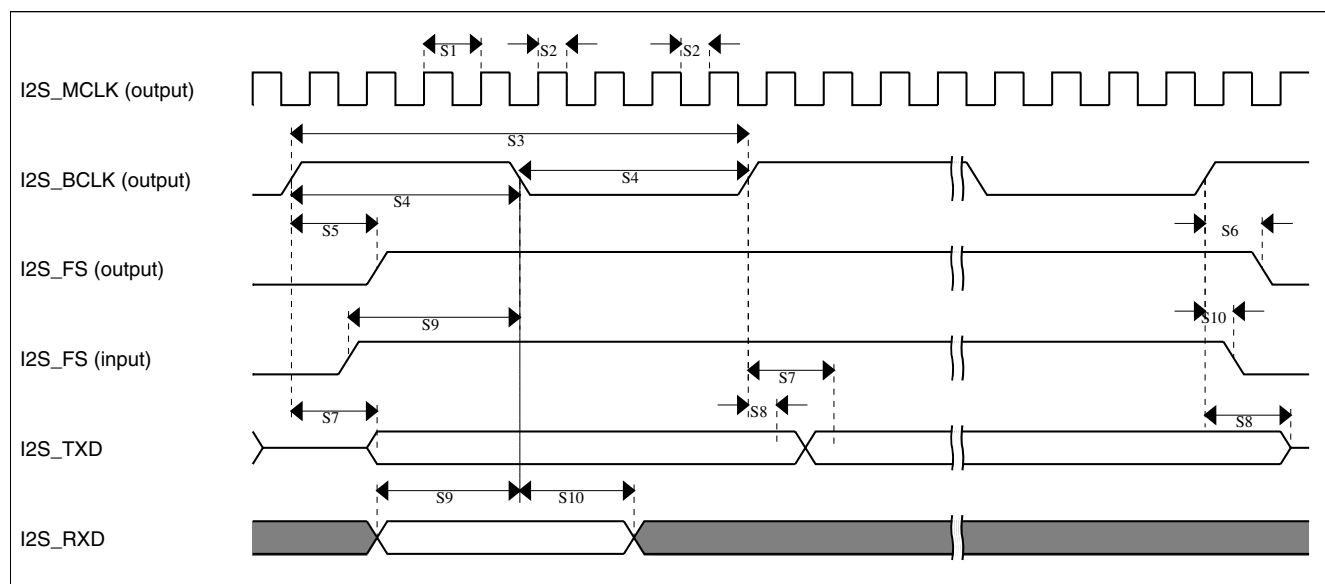 S1
S2
S2
I2S_MCLK (output)
S3
I2S_BCLK (output)
S4
S4
S5
S6
I2S_FS (output)
S9
S10
I2S_FS (input)
S7
S7
S8
S8
I2S_TXD
S9
S10
I2S_RXD